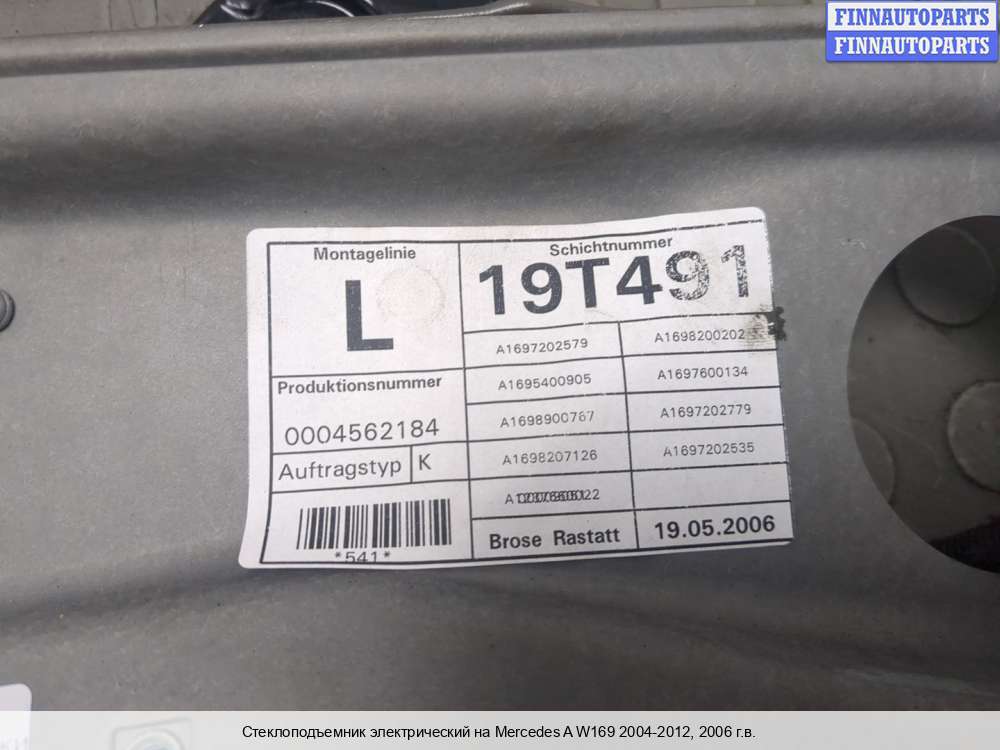 FINNAUTOPARTS
FINNAUTOPARTS
Montagelinie
L
Schichtnummer
19T491
A1697202579 A1698200202
A1695400905 A1697600134
Produktionsnummer
0004562184
A1698900767 A1697202779
Auftragstyp K
A1698207126 A1697202535
*541*
Brose Rastatt 19.05.2006
Стеклоподъемник электрический на Mercedes A W169 2004-2012, 2006 г.в.